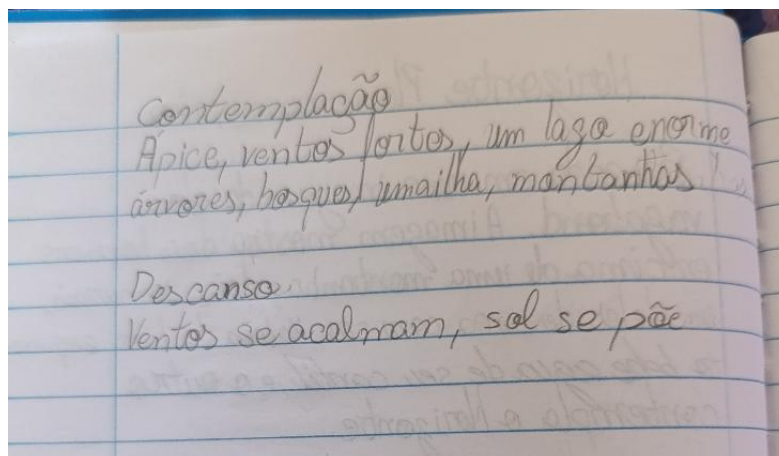 Contemplação
Ápice, ventos fortes, um lago enorme
árvores, bosques, uma ilha, montanhas
Descanso.
Ventos se acalmam, sol se põe